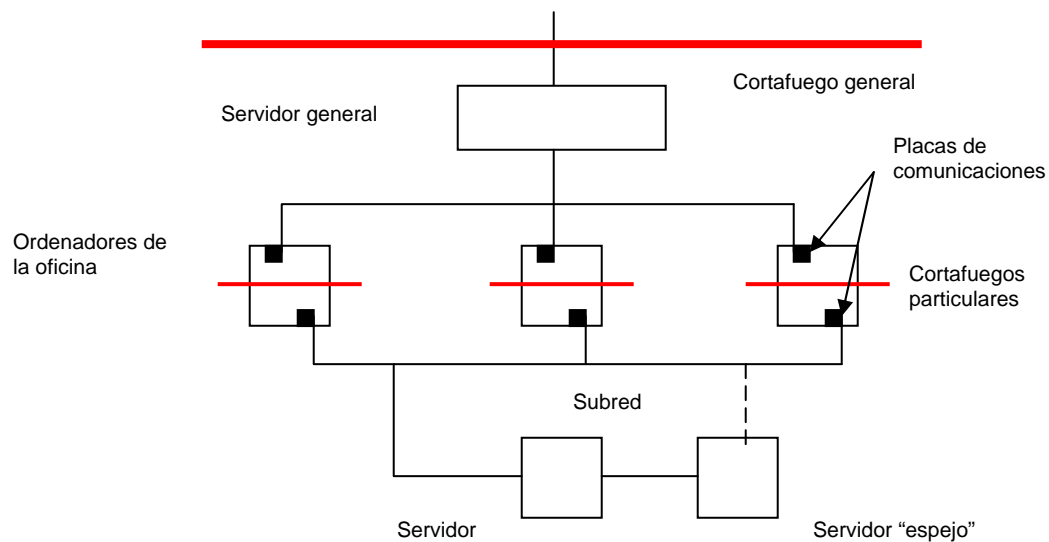 Cortafuego general
Servidor general
Placas de
comunicaciones
Ordenadores de
la oficina
Cortafuegos
particulares
Subred
Servidor
Servidor “espejo”